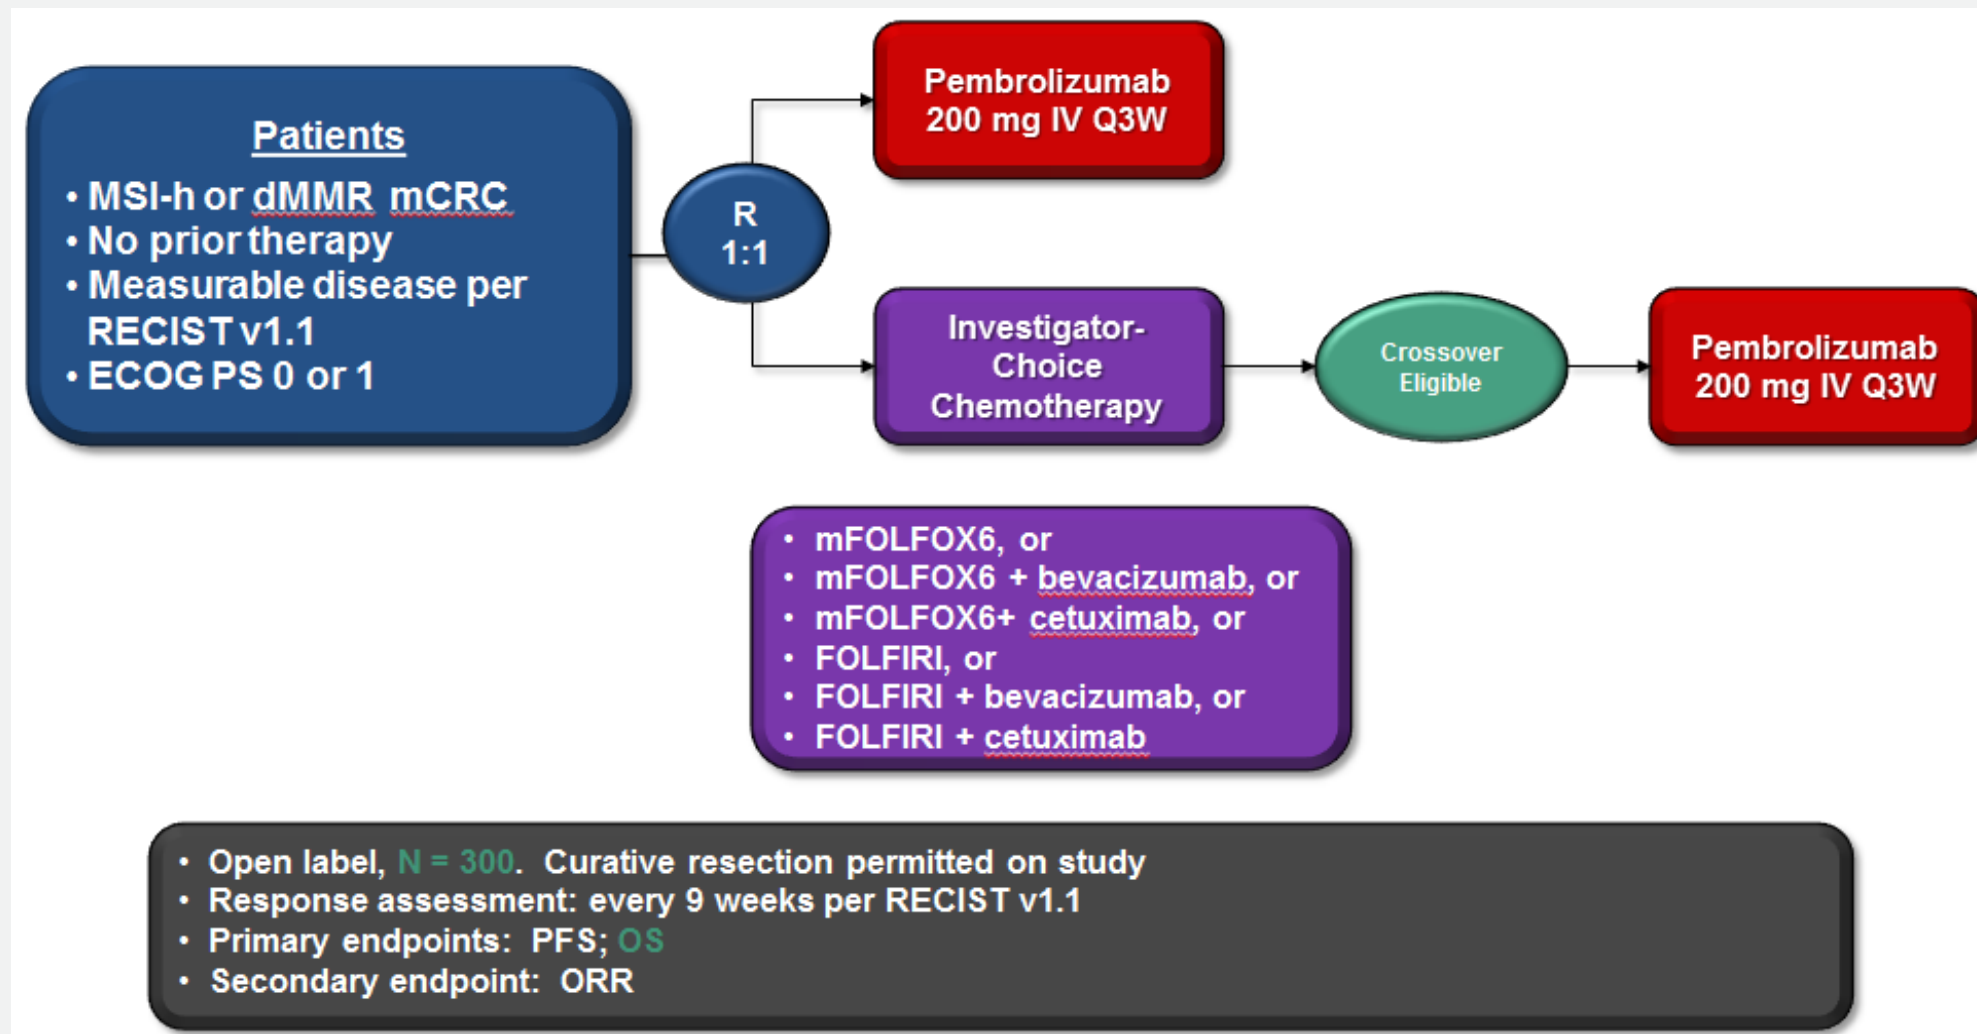 Patients
• MSI-h or dMMR mCRC
• No prior therapy
• Measurable disease per
RECIST v1.1
• ECOG PS 0 or 1
R
1:1
Pembrolizumab
200 mg IV Q3W
Investigator-
Choice
Chemotherapy
Crossover
Eligible
Pembrolizumab
200 mg IV Q3W
• mFOLFOX6, or
• mFOLFOX6 + bevacizumab, or
• mFOLFOX6+ cetuximab, or
• FOLFIRI, or
• FOLFIRI + bevacizumab, or
• FOLFIRI + cetuximab
• Open label, N = 300. Curative resection permitted on study
• Response assessment: every 9 weeks per RECIST v1.1
• Primary endpoints: PFS; OS
• Secondary endpoint: ORR